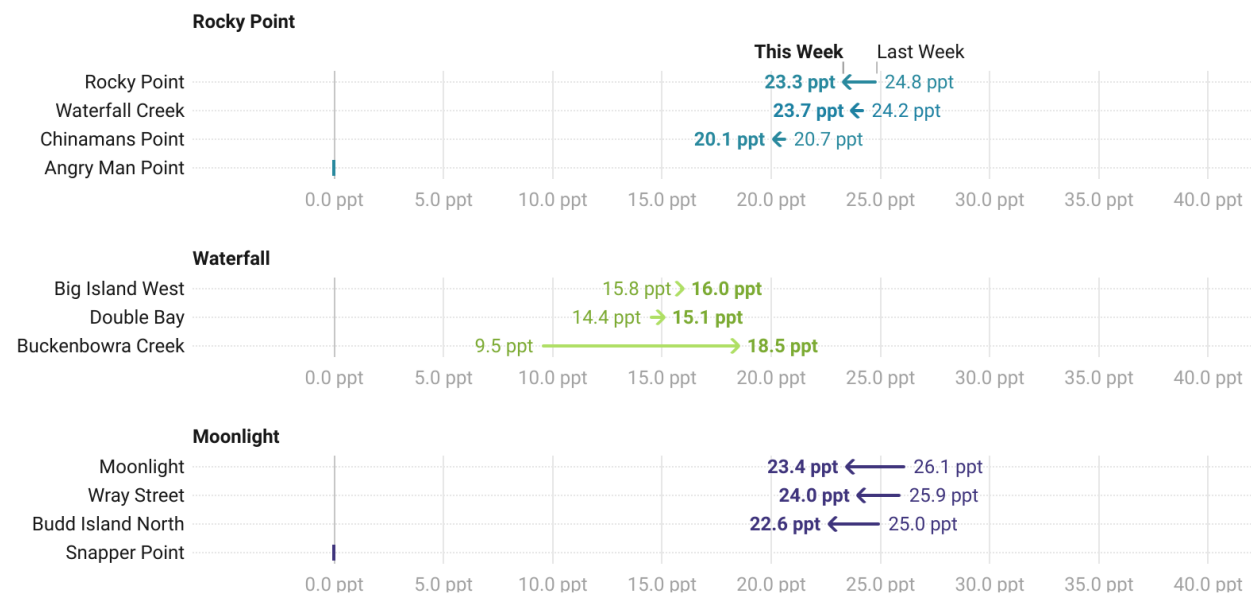 Rocky Point
This Week Last Week
Rocky Point 23.3 ppt 24.8 ppt
Waterfall Creek 23.7 ppt 24.2 ppt
Chinamans Point 20.1 ppt 20.7 ppt
Angry Man Point
0.0 ppt 5.0 ppt 10.0 ppt 15.0 ppt 20.0 ppt 25.0 ppt 30.0 ppt 35.0 ppt 40.0 ppt
Waterfall
Big Island West 15.8 ppt 16.0 ppt
Double Bay 14.4 ppt 15.1 ppt
Buckenbowra Creek 9.5 ppt 18.5 ppt
0.0 ppt 5.0 ppt 10.0 ppt 15.0 ppt 20.0 ppt 25.0 ppt 30.0 ppt 35.0 ppt 40.0 ppt
Moonlight
Moonlight 23.4 ppt 26.1 ppt
Wray Street 24.0 ppt 25.9 ppt
Budd Island North 22.6 ppt 25.0 ppt
Snapper Point
0.0 ppt 5.0 ppt 10.0 ppt 15.0 ppt 20.0 ppt 25.0 ppt 30.0 ppt 35.0 ppt 40.0 ppt